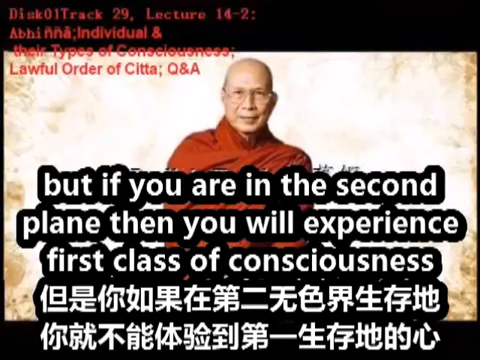 Disk01Track 29, Lecture 14-2:
Abhiññā;Individual &
their Types of Consciousness;
Lawful Order of Citta; Q&A
but if you are in the second
plane then you will experience
first class of consciousness
但是你如果在第二无色界生存地
你就不能体验到第一生存地的心